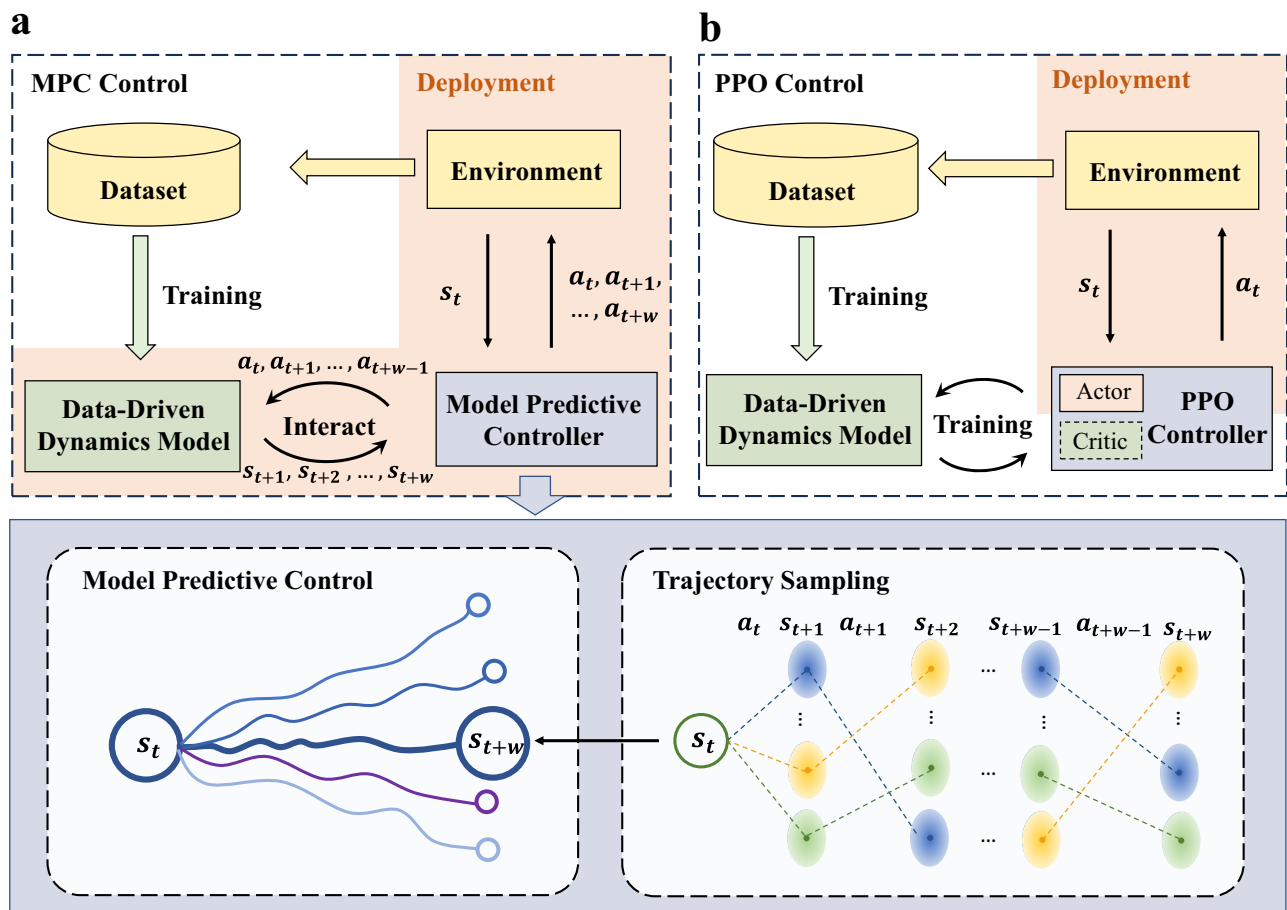 a
MPC Control
Deployment
Dataset
Environment
Training
s_t
a_t, a_{t+1},
..., a_{t+w}
a_t, a_{t+1}, ..., a_{t+w-1}
Data-Driven
Dynamics Model
Interact
s_{t+1}, s_{t+2}, ..., s_{t+w}
Model Predictive
Controller
b
PPO Control
Deployment
Dataset
Environment
Training
s_t
a_t
Data-Driven
Dynamics Model
Training
Actor
Critic
PPO
Controller
Model Predictive Control
s_t
s_{t+w}
Trajectory Sampling
a_t s_{t+1} a_{t+1} s_{t+2} s_{t+w-1} a_{t+w-1} s_{t+w}
... 
⋮ ⋮ ⋮ ⋮
s_t
...
...